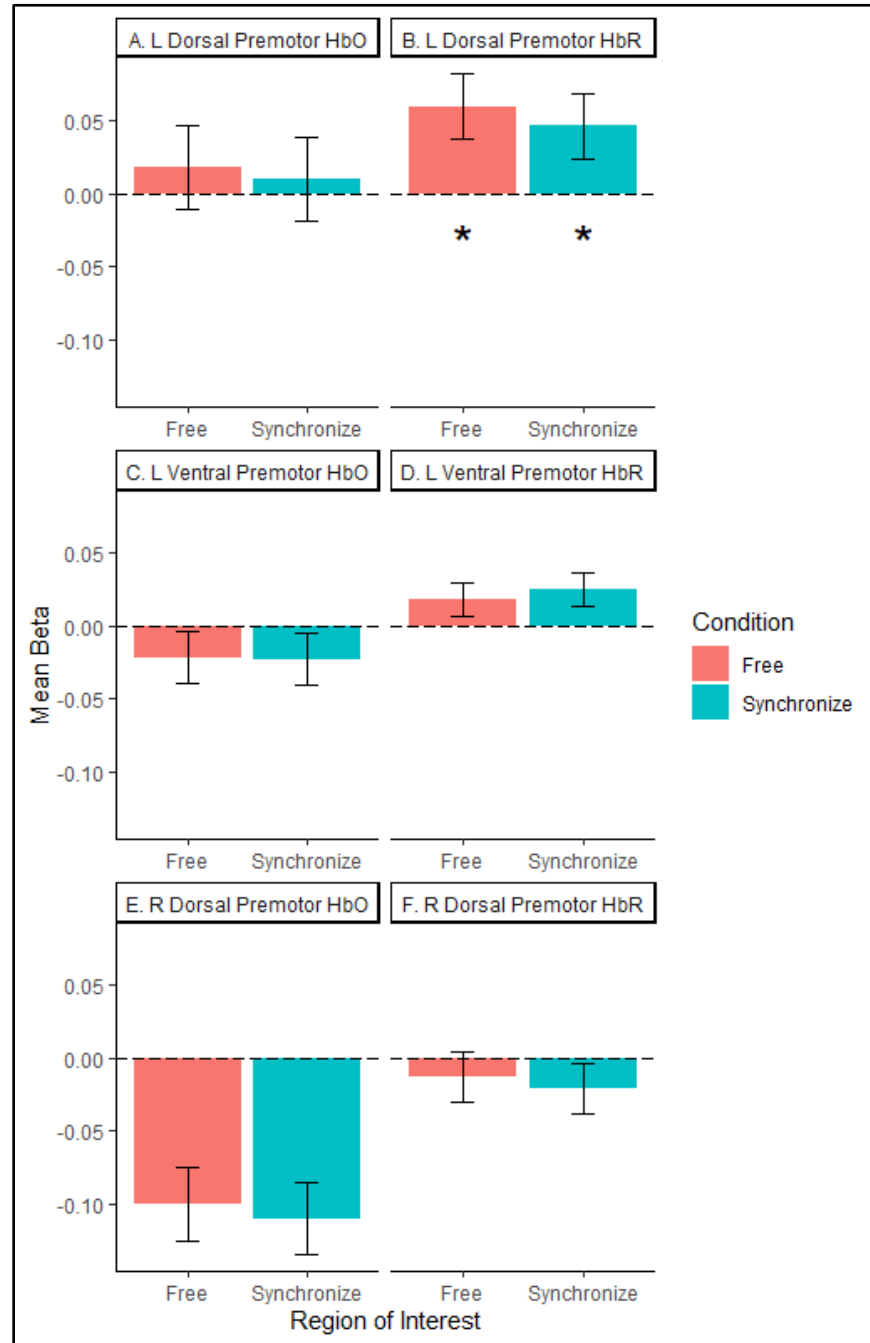 A. L Dorsal Premotor HbO
B. L Dorsal Premotor HbR
0.05
0.00
-0.05
-0.10
*
*
Free
Synchronize
Free
Synchronize
C. L Ventral Premotor HbO
D. L Ventral Premotor HbR
0.05
0.00
-0.05
-0.10
Mean Beta
Free
Synchronize
Free
Synchronize
Condition
Free
Synchronize
E. R Dorsal Premotor HbO
F. R Dorsal Premotor HbR
0.05
0.00
-0.05
-0.10
Free
Synchronize
Free
Synchronize
Region of Interest